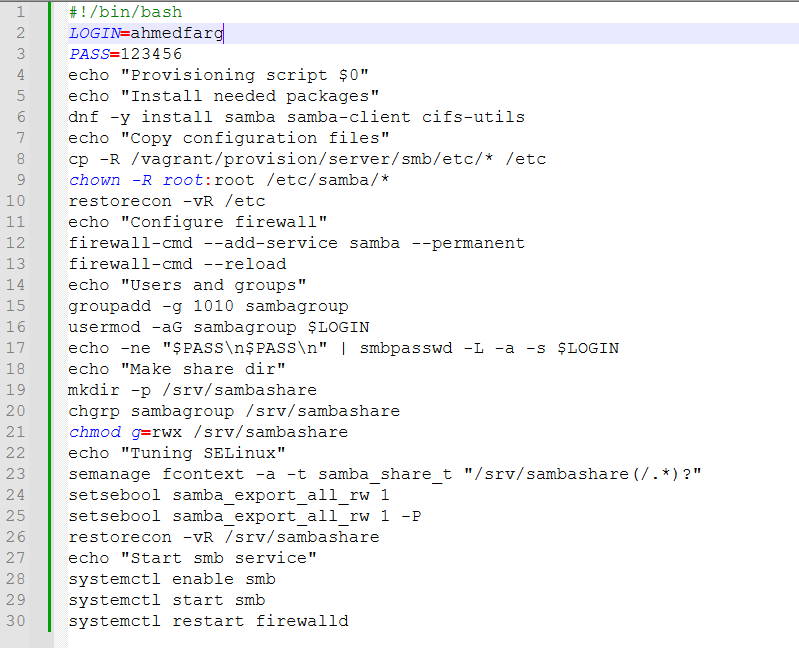 1 #!/bin/bash
2 LOGIN=ahmedfarg
3 PASS=123456
4 echo "Provisioning script $0"
5 echo "Install needed packages"
6 dnf -y install samba samba-client cifs-utils
7 echo "Copy configuration files"
8 cp -R /vagrant/provision/server/smb/etc/* /etc
9 chown -R root:root /etc/samba/*
10 restorecon -vR /etc
11 echo "Configure firewall"
12 firewall-cmd --add-service samba --permanent
13 firewall-cmd --reload
14 echo "Users and groups"
15 groupadd -g 1010 sambagroup
16 usermod -aG sambagroup $LOGIN
17 echo -ne "$PASS\n$PASS\n" | smbpasswd -L -a -s $LOGIN
18 echo "Make share dir"
19 mkdir -p /srv/sambashare
20 chgrp sambagroup /srv/sambashare
21 chmod g=rwx /srv/sambashare
22 echo "Tuning SELinux"
23 semanage fcontext -a -t samba_share_t "/srv/sambashare(/.*)?"
24 setsebool samba_export_all_rw 1
25 setsebool samba_export_all_rw 1 -P
26 restorecon -vR /srv/sambashare
27 echo "Start smb service"
28 systemctl enable smb
29 systemctl start smb
30 systemctl restart firewalld